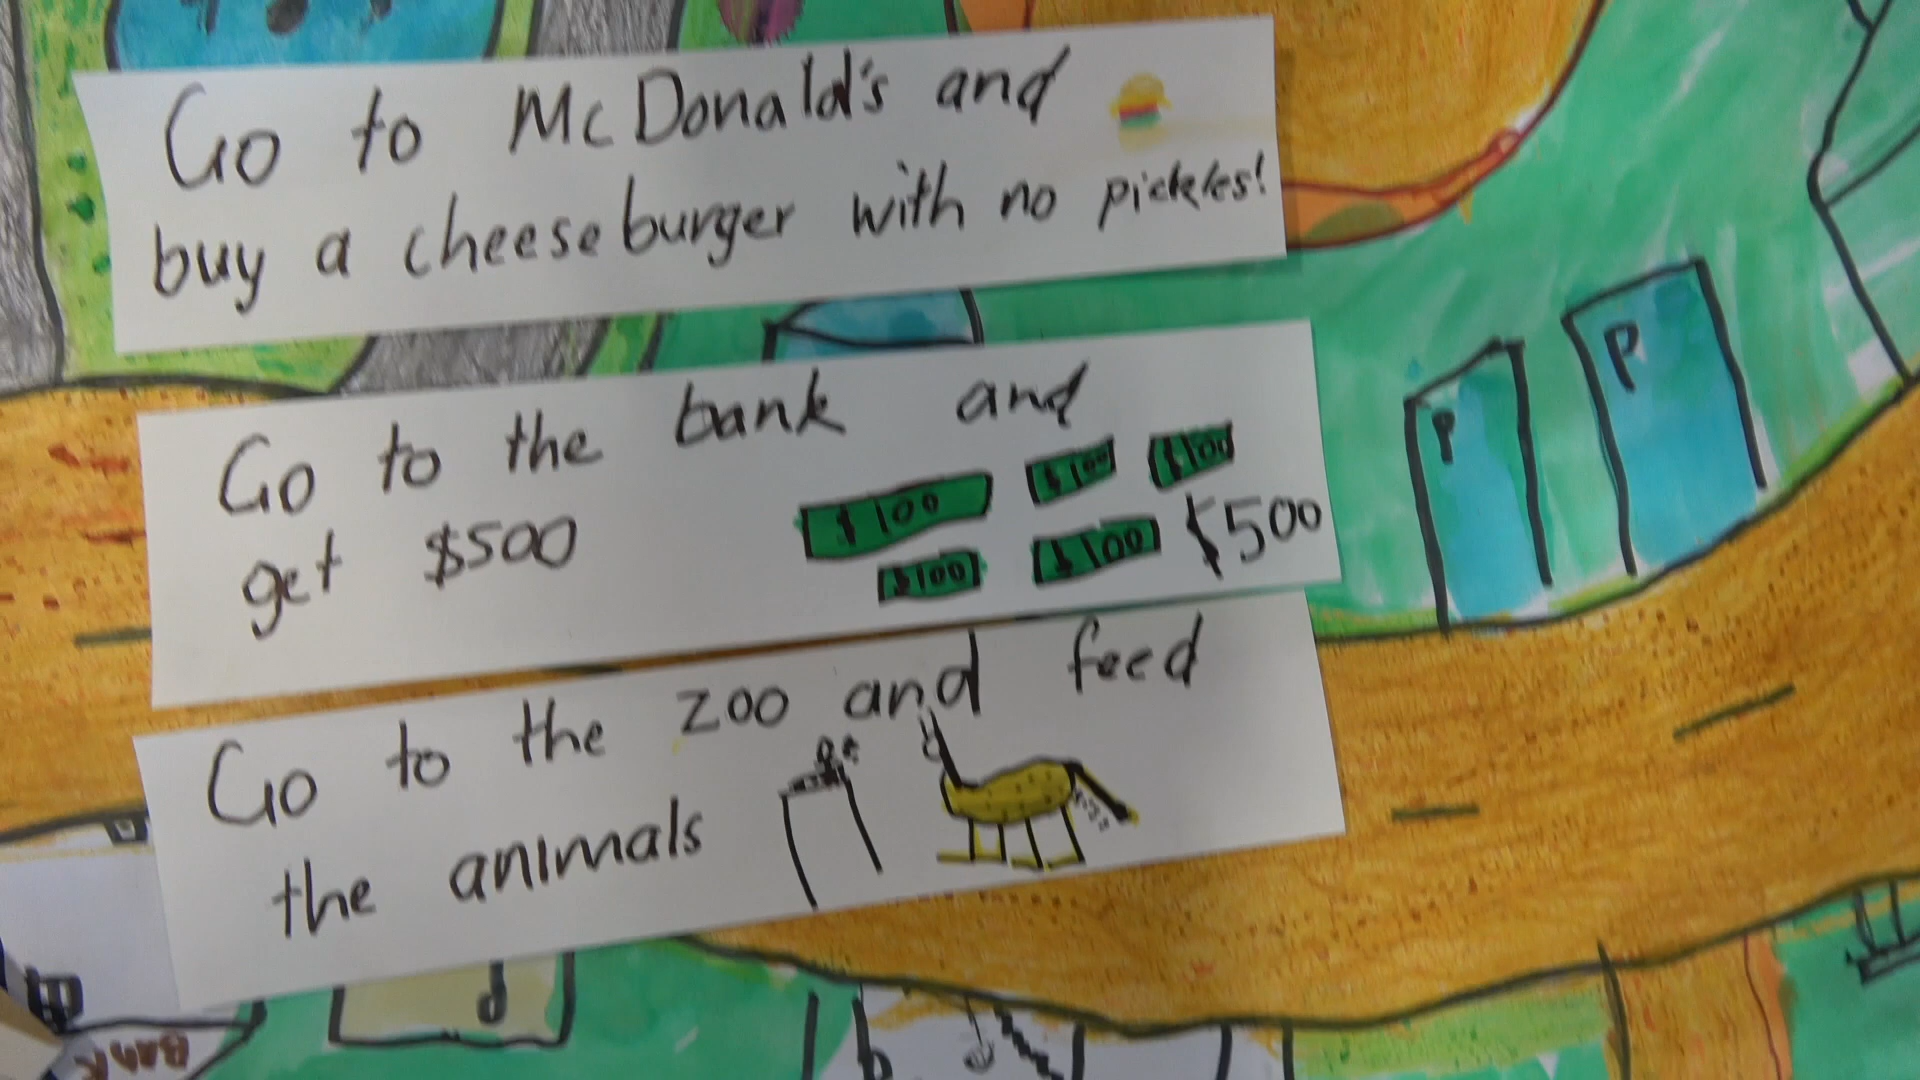 Go to McDonald's and
buy a cheeseburger with no pickles!
Go to the bank and
get $500
$100 $100 $100
$100 $100 $500
Go to the zoo and feed
the animals
P P
BANK